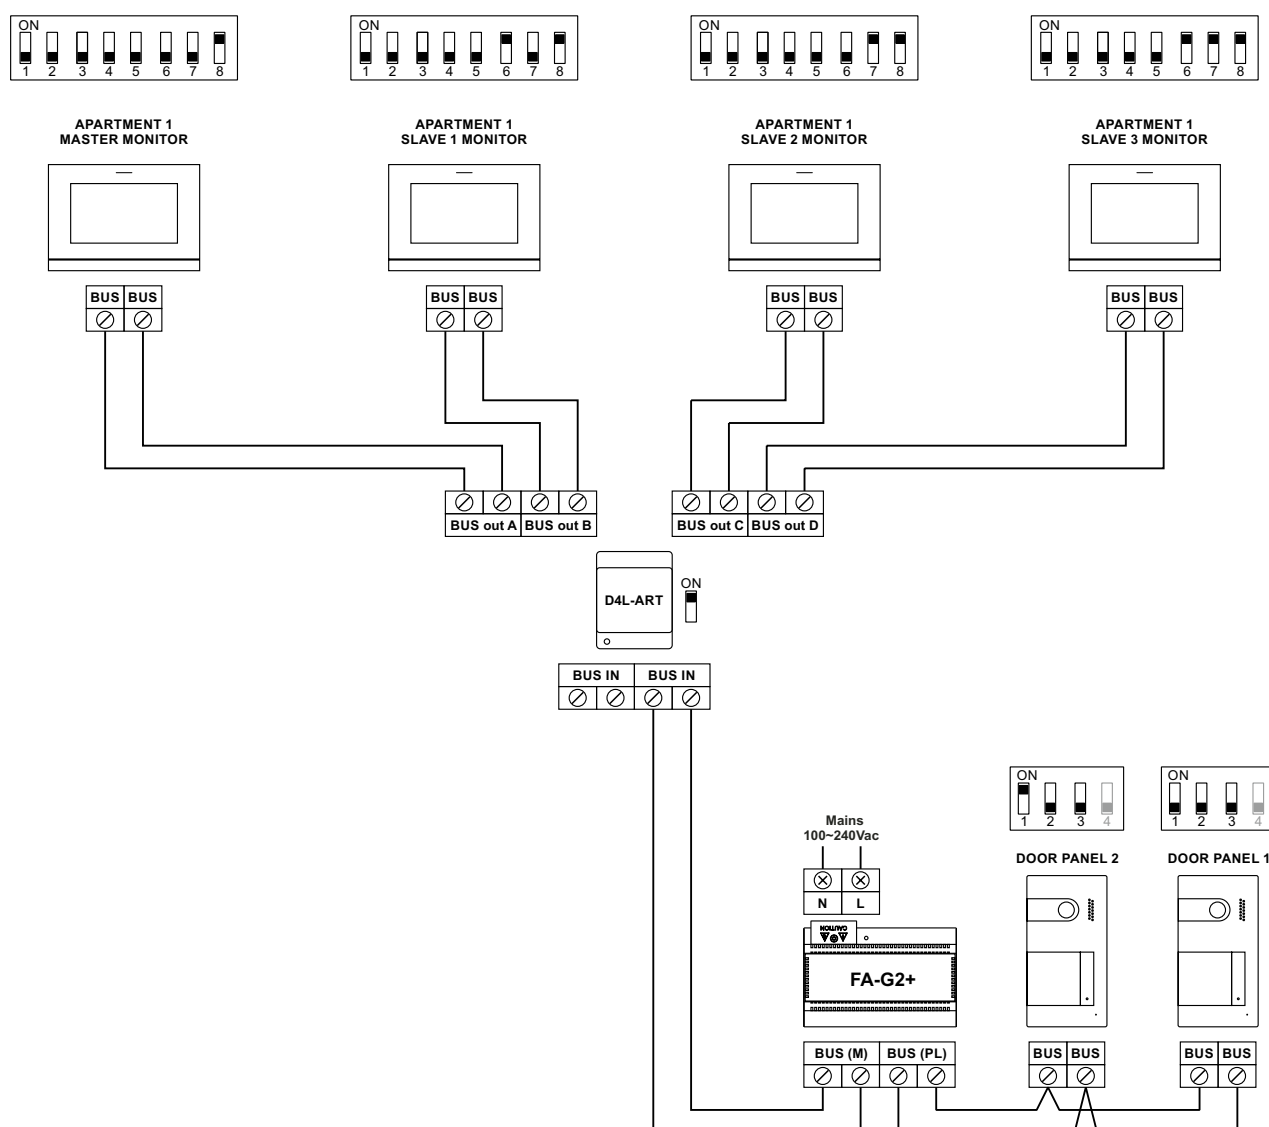 ON ON ON ON
1 2 3 4 5 6 7 8 1 2 3 4 5 6 7 8 1 2 3 4 5 6 7 8 1 2 3 4 5 6 7 8
APARTMENT 1 APARTMENT 1 APARTMENT 1 APARTMENT 1
MASTER MONITOR SLAVE 1 MONITOR SLAVE 2 MONITOR SLAVE 3 MONITOR
BUS BUS BUS BUS BUS BUS BUS BUS
BUS out A BUS out B BUS out C BUS out D
ON
D4L-ART
BUS IN BUS IN
ON ON
1 2 3 4 1 2 3 4
Mains
100~240Vac
DOOR PANEL 2 DOOR PANEL 1
N L
CAUTION
FA-G2+
BUS (M) BUS (PL) BUS BUS BUS BUS